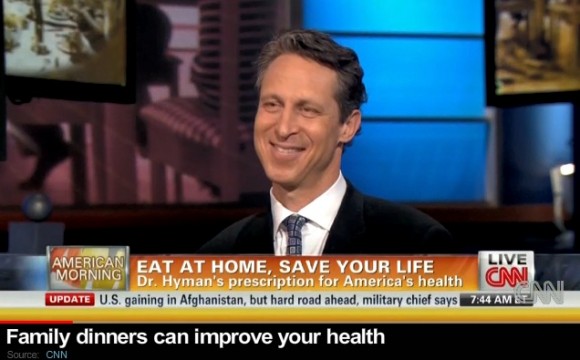 AMERICAN
MORNING
EAT AT HOME, SAVE YOUR LIFE
Dr. Hyman's prescription for America's health
LIVE
CNN
UPDATE
U.S. gaining in Afghanistan, but hard road ahead, military chief says
7:44 AM ET
CNN
Family dinners can improve your health
Source: CNN